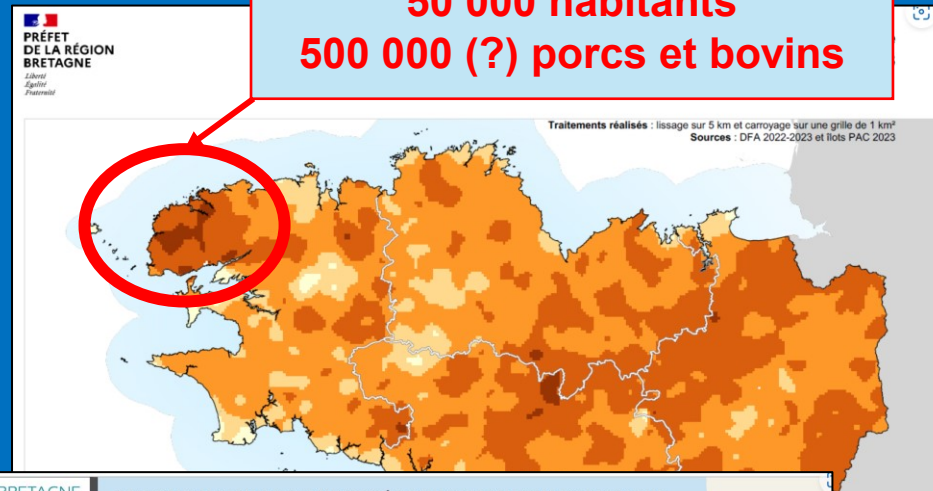 50 000 habitants
500 000 (?) porcs et bovins
PRÉFET
DE LA RÉGION
BRETAGNE
Liberté
Égalité
Fraternité
Traitements réalisés : lissage sur 5 km et carroyage sur une grille de 1 km²
Sources : DFA 2022-2023 et îlots PAC 2023
BRETAGNE